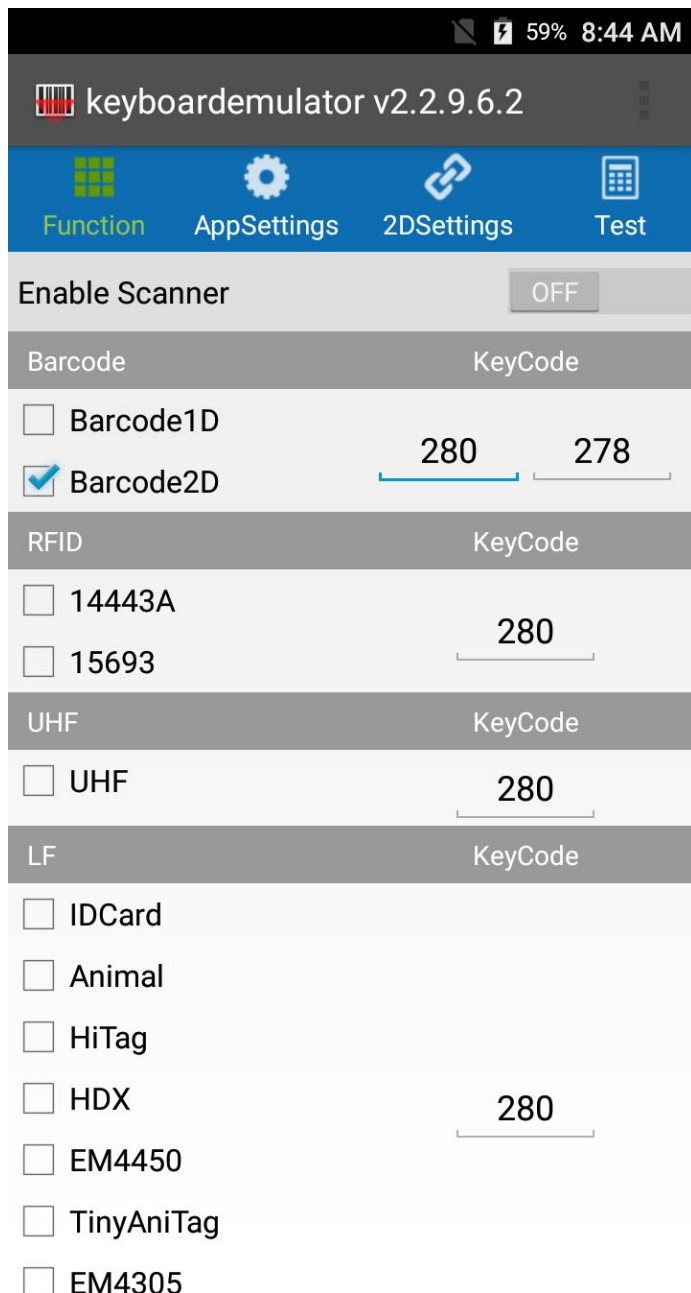 59% 8:44 AM
keyboardemulator v2.2.9.6.2
Function AppSettings 2DSettings Test
Enable Scanner OFF
Barcode KeyCode
Barcode1D
280 278
Barcode2D
RFID KeyCode
14443A
280
15693
UHF KeyCode
UHF 280
LF KeyCode
IDCard
Animal
HiTag
HDX 280
EM4450
TinyAniTag
EM4305